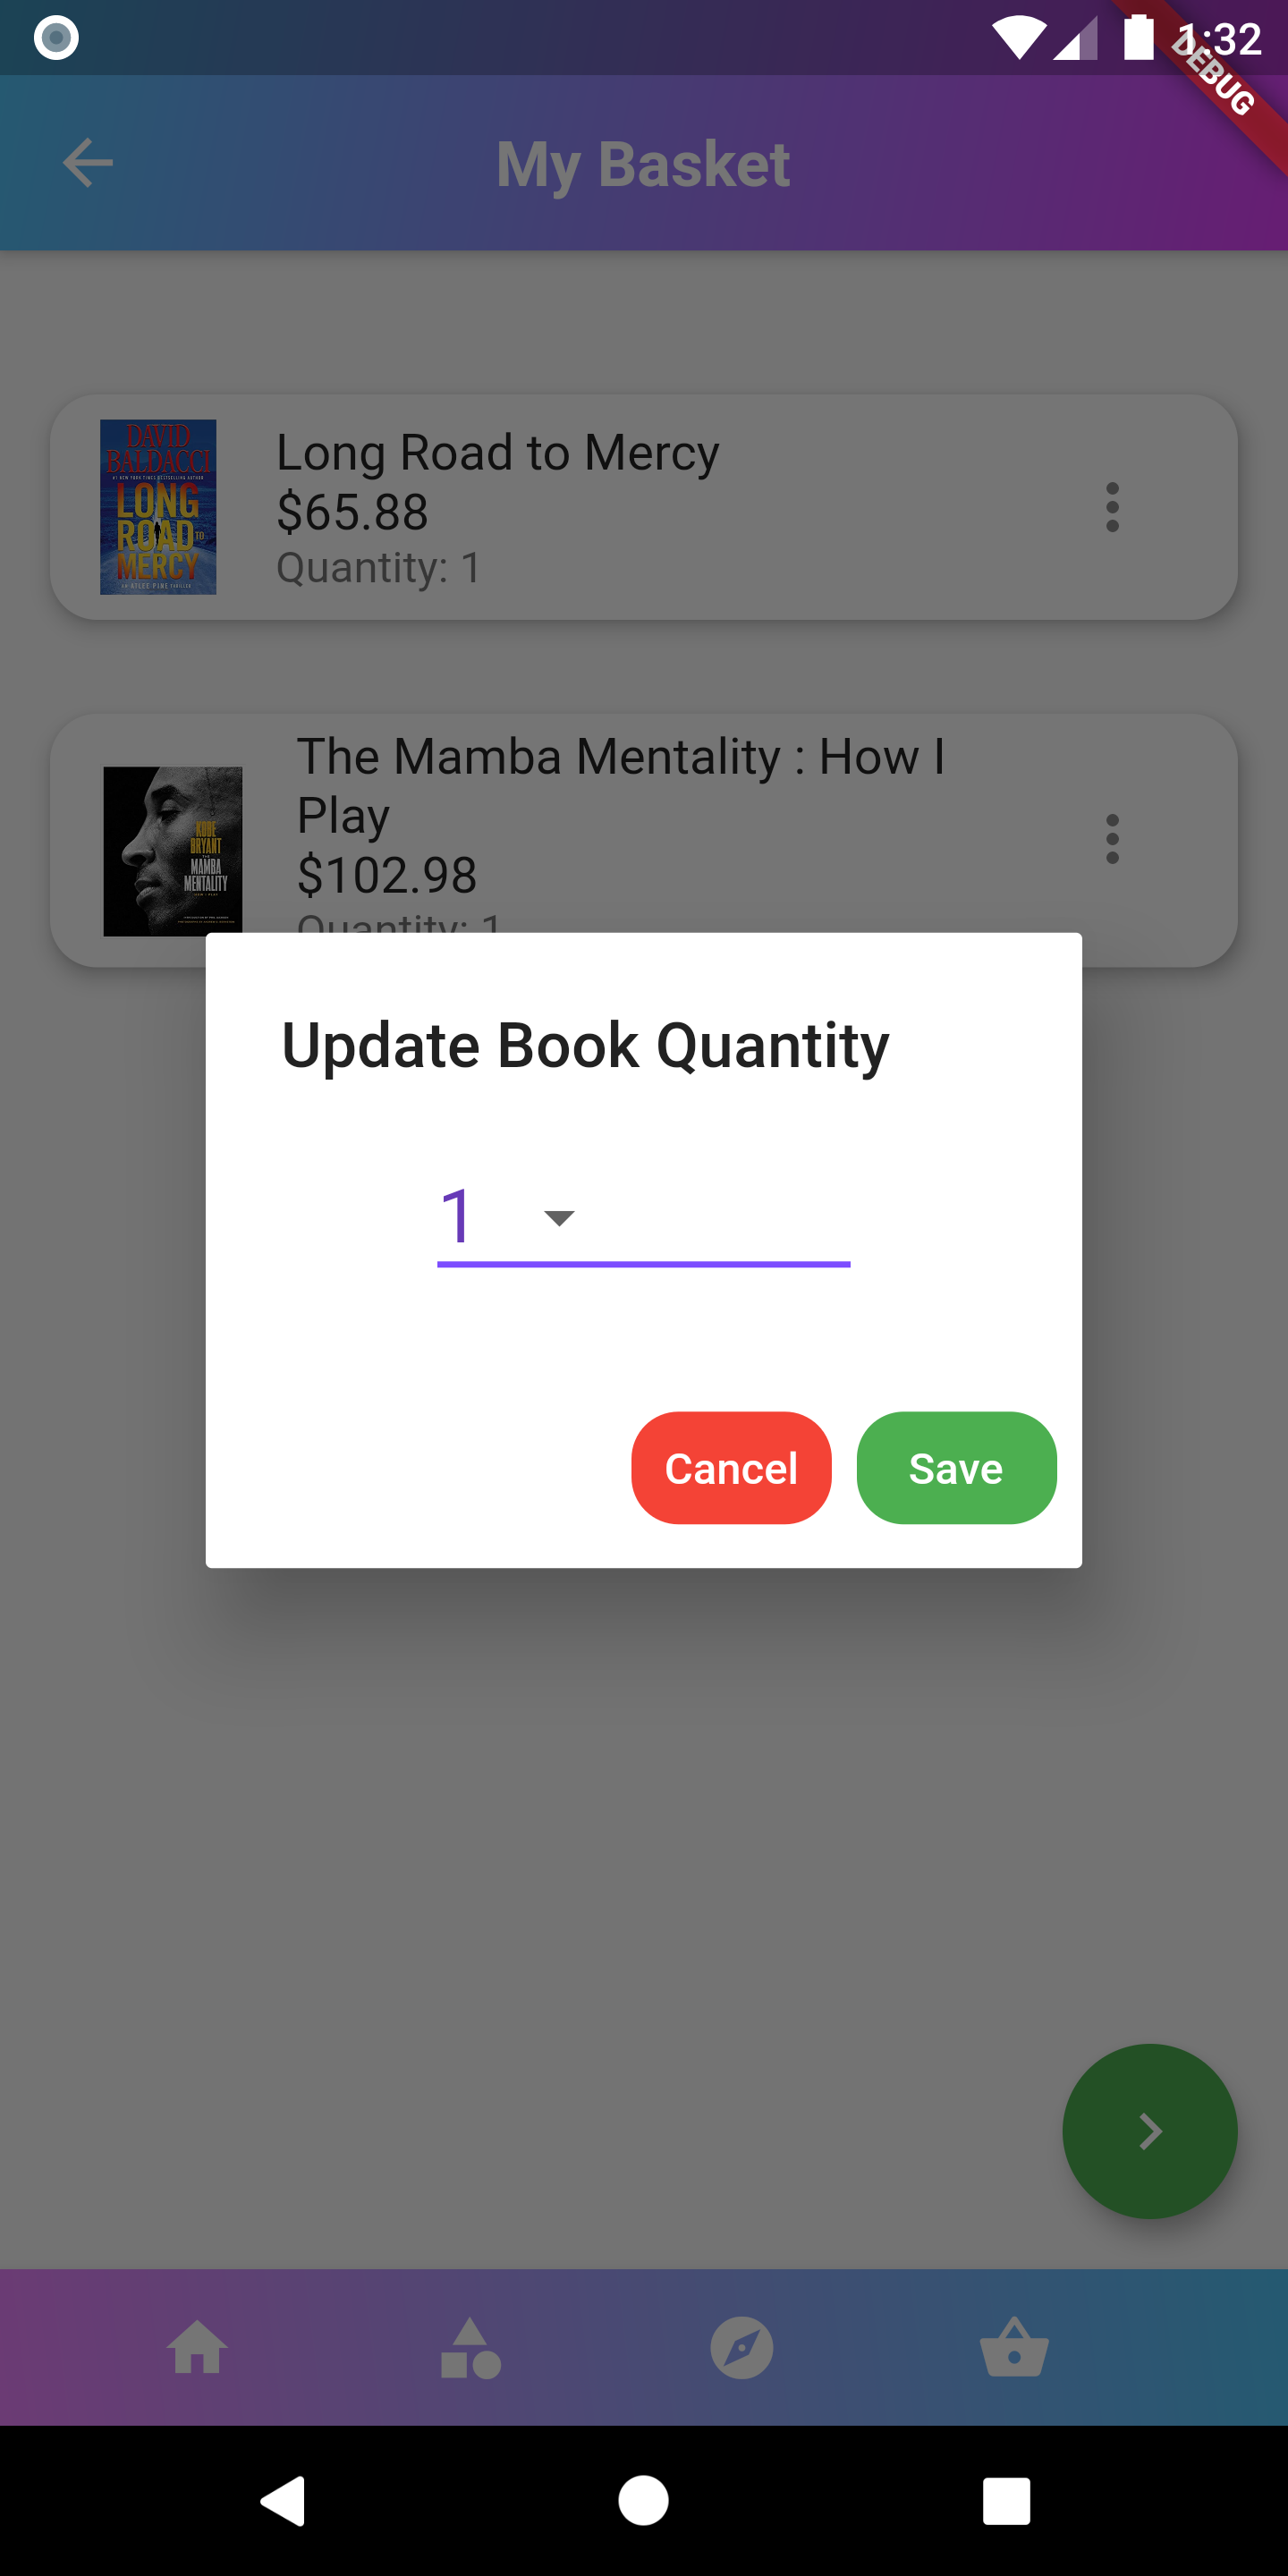 1:32
DEBUG
My Basket
DAVID
BALDACCI
LONG
ROAD TO
MERCY
Long Road to Mercy
$65.88
Quantity: 1
KOBE
BRYANT
THE
MAMBA
MENTALITY
The Mamba Mentality : How I
Play
$102.98
Quantity: 1
Update Book Quantity
1
Cancel
Save